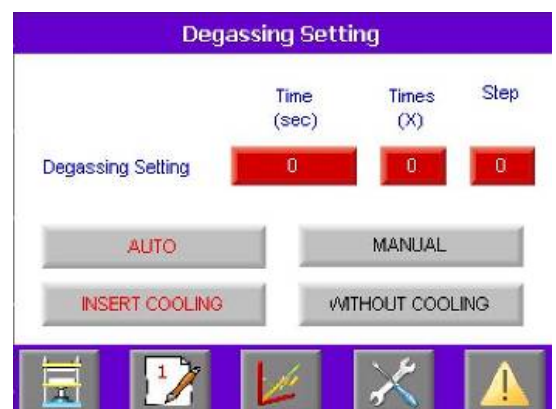 Degassing Setting
Time Times Step
(sec) (X)
Degassing Setting 0 0 0
AUTO MANUAL
INSERT COOLING WITHOUT COOLING
1